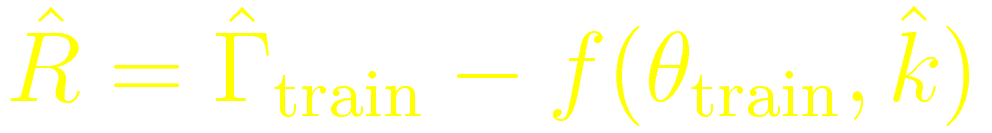 R̂ = Γ̂_train − f(θ_train, k̂)